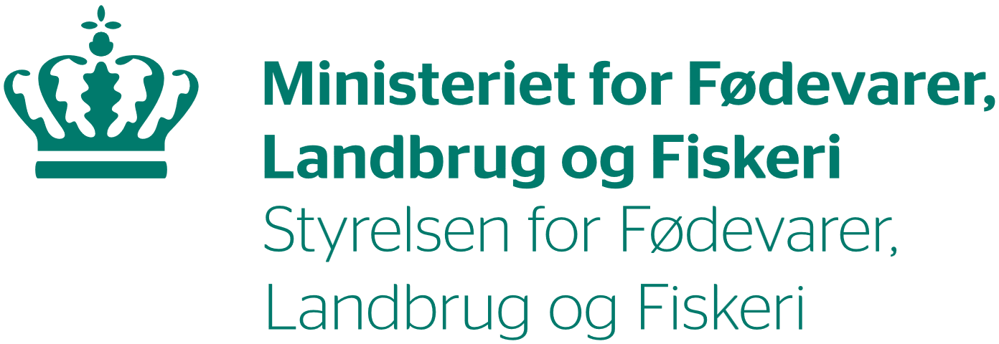 Ministeriet for Fødevarer,
Landbrug og Fiskeri
Styrelsen for Fødevarer,
Landbrug og Fiskeri